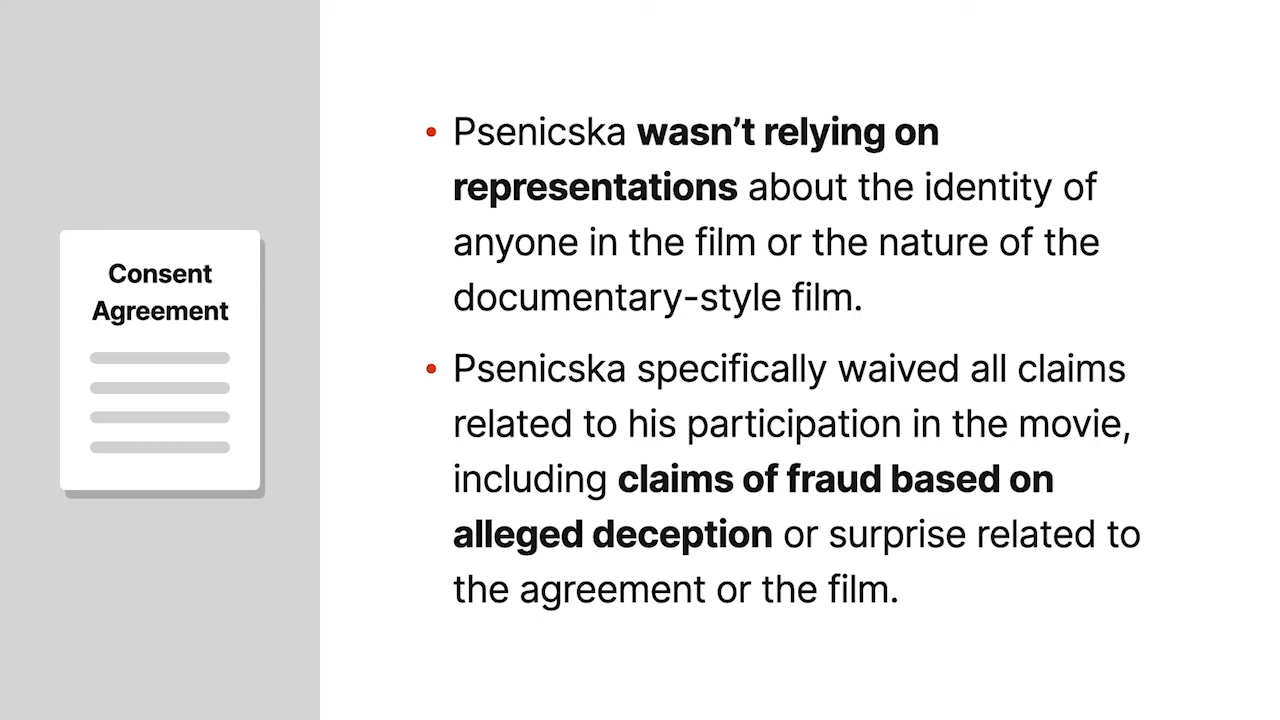 Consent
Agreement
• Psenicska wasn’t relying on
representations about the identity of
anyone in the film or the nature of the
documentary-style film.
• Psenicska specifically waived all claims
related to his participation in the movie,
including claims of fraud based on
alleged deception or surprise related to
the agreement or the film.